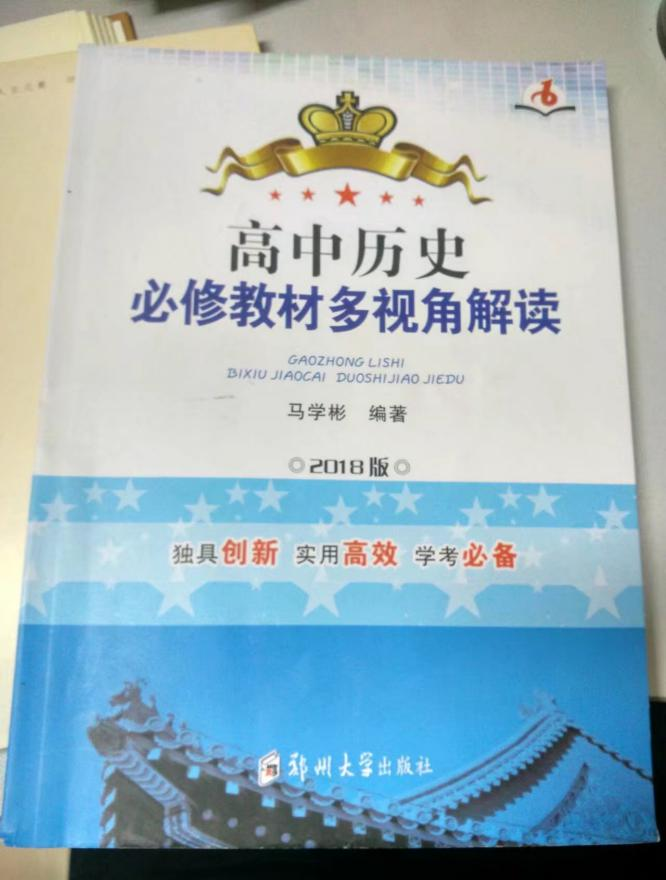 高中历史
必修教材多视角解读
GAOZHONG LISHI
BIXIU JIAOCAI DUOSHIJIAO JIEDU
马学彬 编著
◎2018版◎
独具创新 实用高效 学考必备
郑州大学出版社